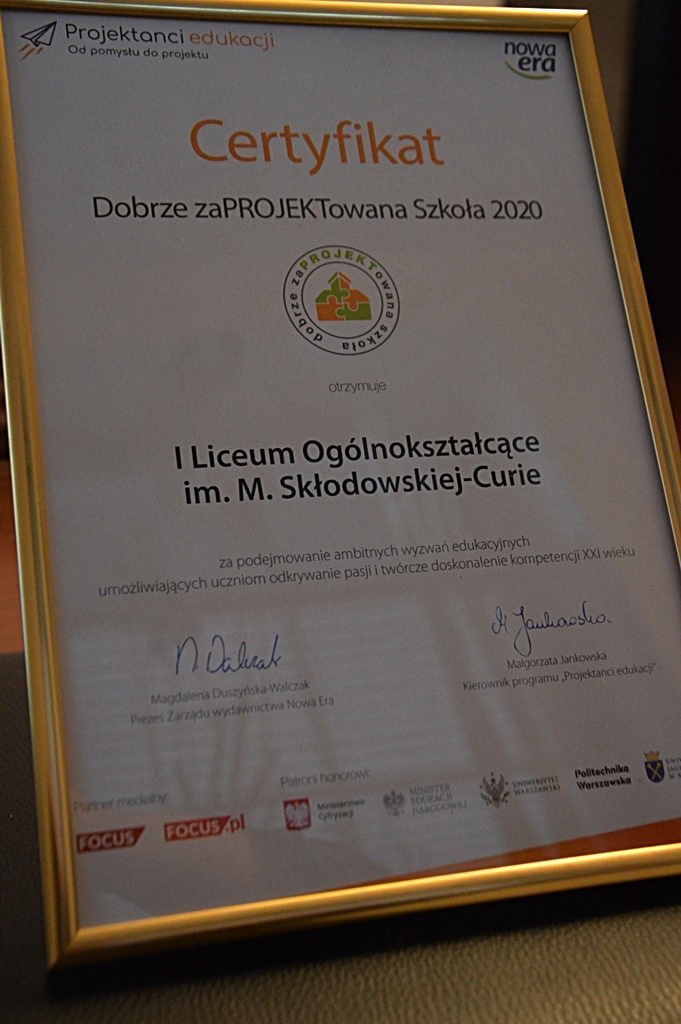 Projektanci edukacji
Od pomysłu do projektu
nowa
era
Certyfikat
Dobrze zaPROJEKTowana Szkoła 2020
dobrze zaPROJEKTowana szkoła
otrzymuje
I Liceum Ogólnokształcące
im. M. Skłodowskiej-Curie
za podejmowanie ambitnych wyzwań edukacyjnych
umożliwiających uczniom odkrywanie pasji i twórcze doskonalenie kompetencji XXI wieku
Magdalena Duszyńska-Walczak
Prezes Zarządu wydawnictwa Nowa Era
Małgorzata Jankowska
Kierownik programu „Projektanci edukacji"
Partner medialny:
FOCUS
FOCUS.pl
Patroni honorowi:
Ministerstwo
Cyfryzacji
MINISTER
EDUKACJI
NARODOWEJ
UNIWERSYTET
WARSZAWSKI
Politechnika
Warszawska